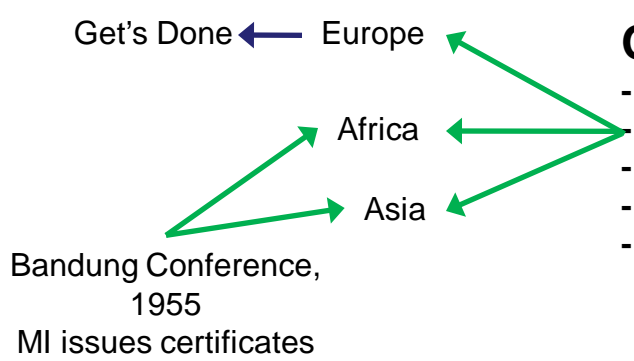 Get's Done
Europe
Africa
Asia
Bandung Conference,
1955
MI issues certificates
-
-
-
-
-